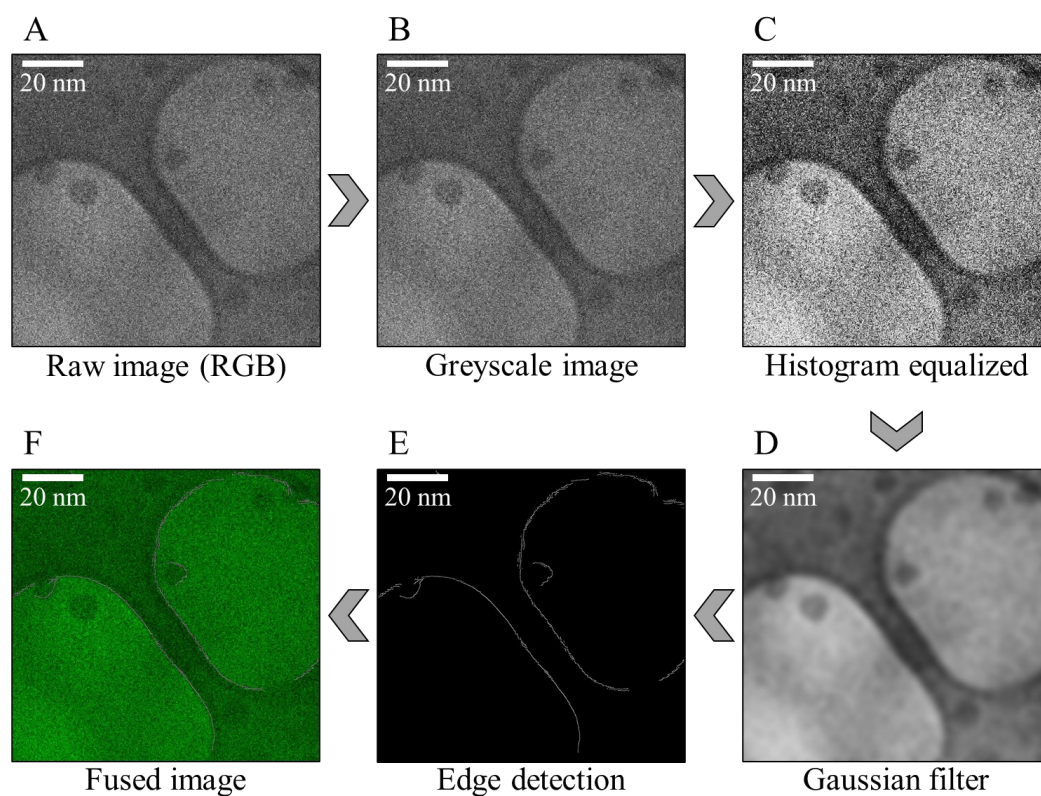 A
20 nm
Raw image (RGB)
B
20 nm
Greyscale image
C
20 nm
Histogram equalized
D
20 nm
Gaussian filter
E
20 nm
Edge detection
F
20 nm
Fused image